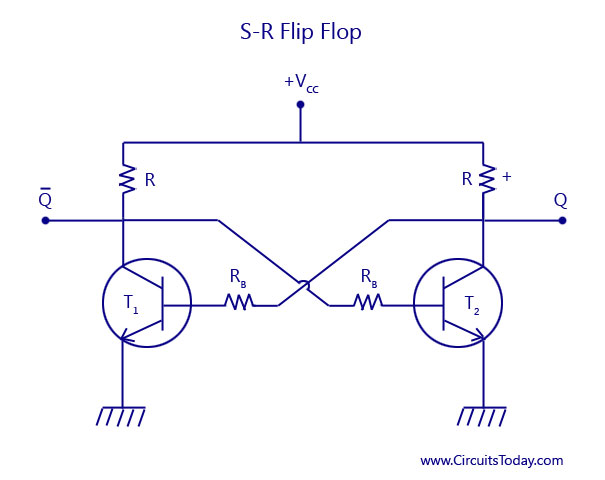 S-R Flip Flop
+Vcc
R
R +
Q̅
Q
RB
RB
T1
T2
www.CircuitsToday.com